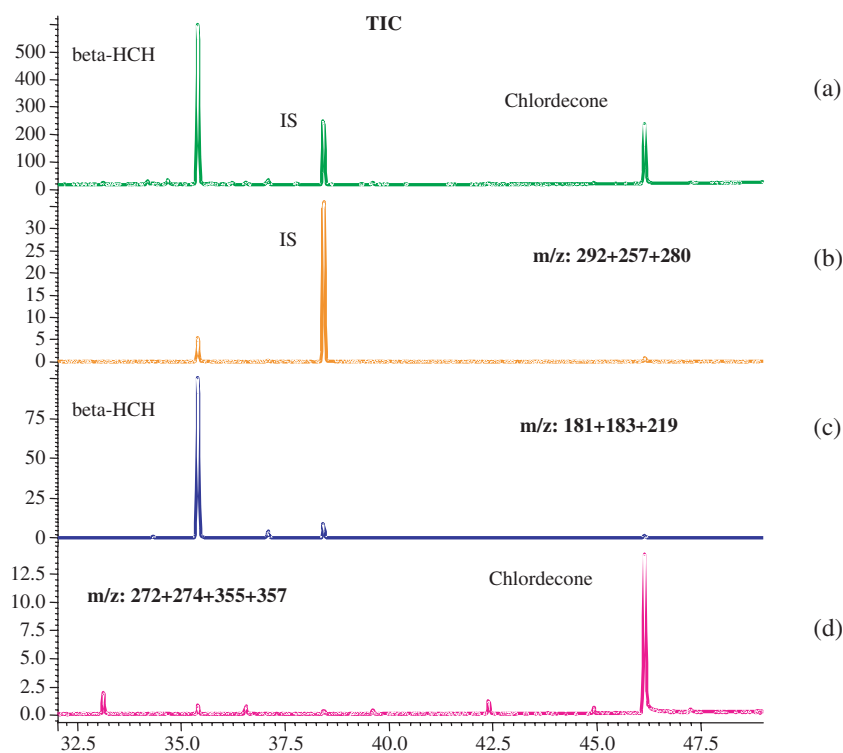 TIC
beta-HCH
IS
Chlordecone
(a)
500
400
300
200
100
0
IS
m/z: 292+257+280
(b)
30
25
20
15
10
5
0
beta-HCH
m/z: 181+183+219
(c)
75
50
25
0
m/z: 272+274+355+357
Chlordecone
(d)
12.5
10.0
7.5
5.0
2.5
0.0
32.5 35.0 37.5 40.0 42.5 45.0 47.5